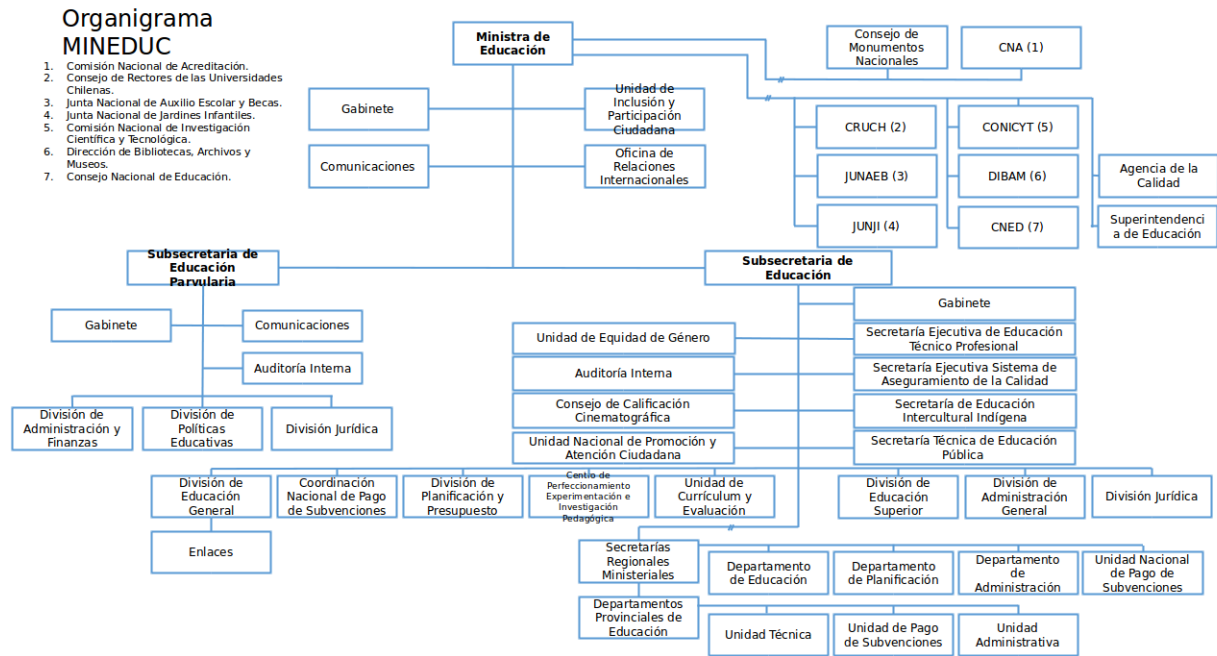 Organigrama
MINEDUC
1. Comisión Nacional de Acreditación.
2. Consejo de Rectores de las Universidades
Chilenas.
3. Junta Nacional de Auxilio Escolar y Becas.
4. Junta Nacional de Jardines Infantiles.
5. Comisión Nacional de Investigación
Científica y Tecnológica.
6. Dirección de Bibliotecas, Archivos y
Museos.
7. Consejo Nacional de Educación.
Ministra de
Educación
Consejo de
Monumentos
Nacionales
CNA (1)
Gabinete
Unidad de
Inclusión y
Participación
Ciudadana
Comunicaciones
Oficina de
Relaciones
Internacionales
CRUCH (2)
CONICYT (5)
JUNAEB (3)
DIBAM (6)
Agencia de la
Calidad
JUNJI (4)
CNED (7)
Superintendenci
a de Educación
Subsecretaria de
Educación
Parvularia
Subsecretaria de
Educación
Gabinete
Comunicaciones
Auditoría Interna
División de
Administración y
Finanzas
División de
Políticas
Educativas
División Jurídica
Gabinete
Unidad de Equidad de Género
Secretaría Ejecutiva de Educación
Técnico Profesional
Auditoría Interna
Secretaría Ejecutiva Sistema de
Aseguramiento de la Calidad
Consejo de Calificación
Cinematográfica
Secretaría de Educación
Intercultural Indígena
Unidad Nacional de Promoción y
Atención Ciudadana
Secretaría Técnica de Educación
Pública
División de
Educación
General
Coordinación
Nacional de Pago
de Subvenciones
División de
Planificación y
Presupuesto
Centro de
Perfeccionamiento
Experimentación e
Investigación
Pedagógica
Unidad de
Currículum y
Evaluación
División de
Educación
Superior
División de
Administración
General
División Jurídica
Enlaces
Secretarías
Regionales
Ministeriales
Departamento
de Educación
Departamento
de Planificación
Departamento
de
Administración
Unidad Nacional
de Pago de
Subvenciones
Departamentos
Provinciales de
Educación
Unidad Técnica
Unidad de Pago
de Subvenciones
Unidad
Administrativa